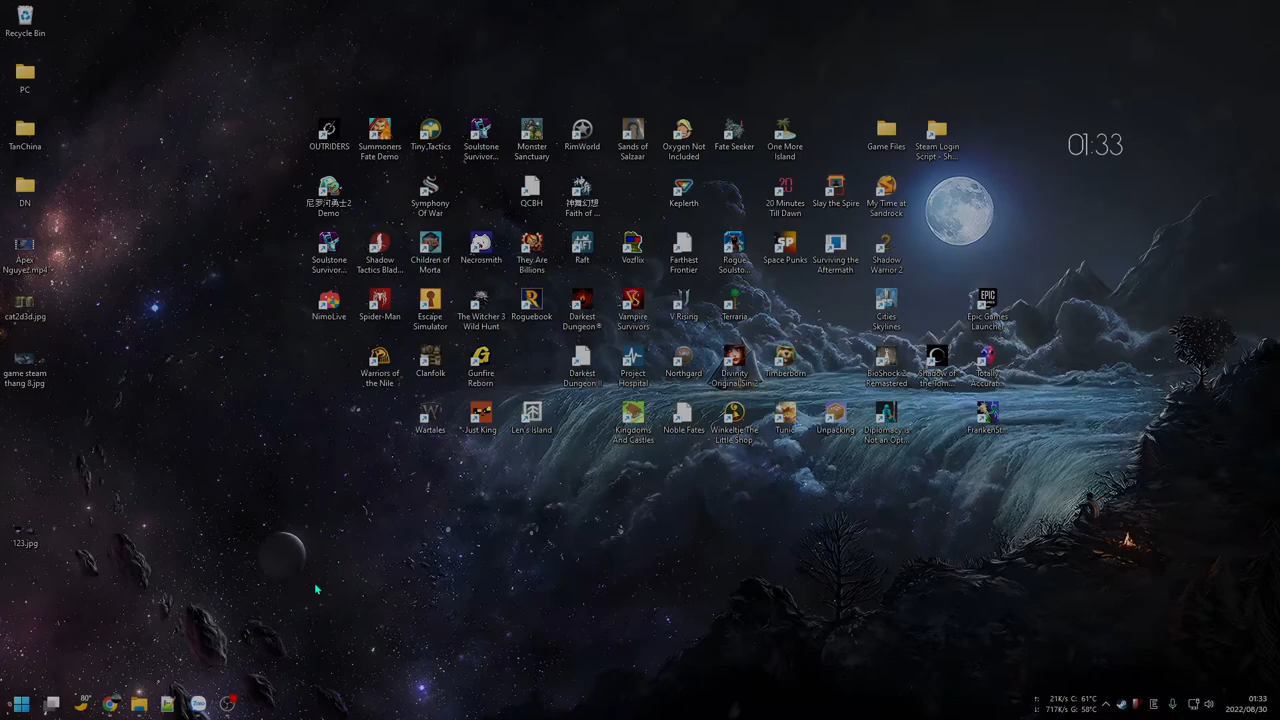 Recycle Bin
PC
TanChina
DN
Apex
Nguyez.mp4
cat2d3d.jpg
game steam
thang 8.jpg
123.jpg
OUTRIDERS
Summoners
Fate Demo
Tiny Tactics
Soulstone
Survivor...
Monster
Sanctuary
RimWorld
Sands of
Salzaar
Oxygen Not
Included
Fate Seeker
One More
Island
Game Files
Steam Login
Script - Sh...
01:33
尼罗河勇士2
Demo
Symphony
Of War
QCBH
神舞幻想
Faith of ...
Keplerth
20 Minutes
Till Dawn
Slay the Spire
My Time at
Sandrock
Soulstone
Survivor...
Shadow
Tactics Blad...
Children of
Morta
Necrosmith
They Are
Billions
Raft
Vozflix
Farthest
Frontier
Rogue
Soulsto...
Space Punks
Surviving the
Aftermath
Shadow
Warrior 2
NimoLive
Spider-Man
Escape
Simulator
The Witcher 3
Wild Hunt
Roguebook
Darkest
Dungeon®
Vampire
Survivors
V Rising
Terraria
Cities
Skylines
EPIC
Epic Games
Launcher
Warriors of
the Nile
Clanfolk
Gunfire
Reborn
Darkest
Dungeon II
Project
Hospital
Northgard
Divinity
Original Sin 2
Timberborn
BioShock 2
Remastered
Shadow of
the Tom...
Totally
Accurat...
Wartales
Just King
Len's Island
Kingdoms
And Castles
Noble Fates
Winkeltje The
Little Shop
Tunic
Unpacking
Diplomacy is
Not an Opt...
FrankenSt...
80°
Zalo
21K/s C: 61°C
717K/s G: 58°C
01:33
2022/08/30